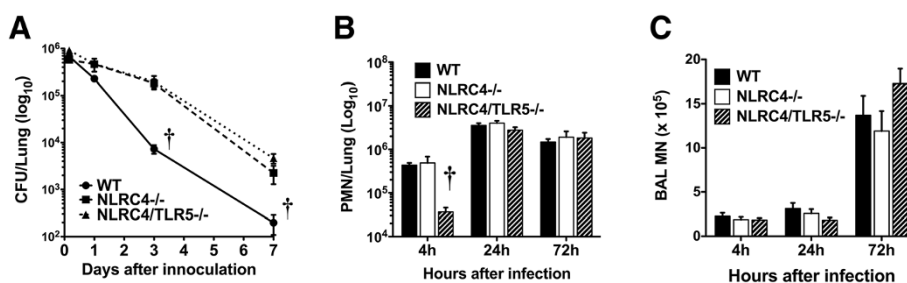 A
CFU/Lung (log10)
10^6
10^5
10^4
10^3
10^2
WT
NLRC4-/-
NLRC4/TLR5-/-
†
†
0 1 2 3 4 5 6 7
Days after innoculation
B
PMN/Lung (Log10)
10^8
10^7
10^6
10^5
10^4
WT
NLRC4-/-
NLRC4/TLR5-/-
†
4h 24h 72h
Hours after infection
C
BAL MN (x 10^5)
20
15
10
5
0
WT
NLRC4-/-
NLRC4/TLR5-/-
4h 24h 72h
Hours after infection